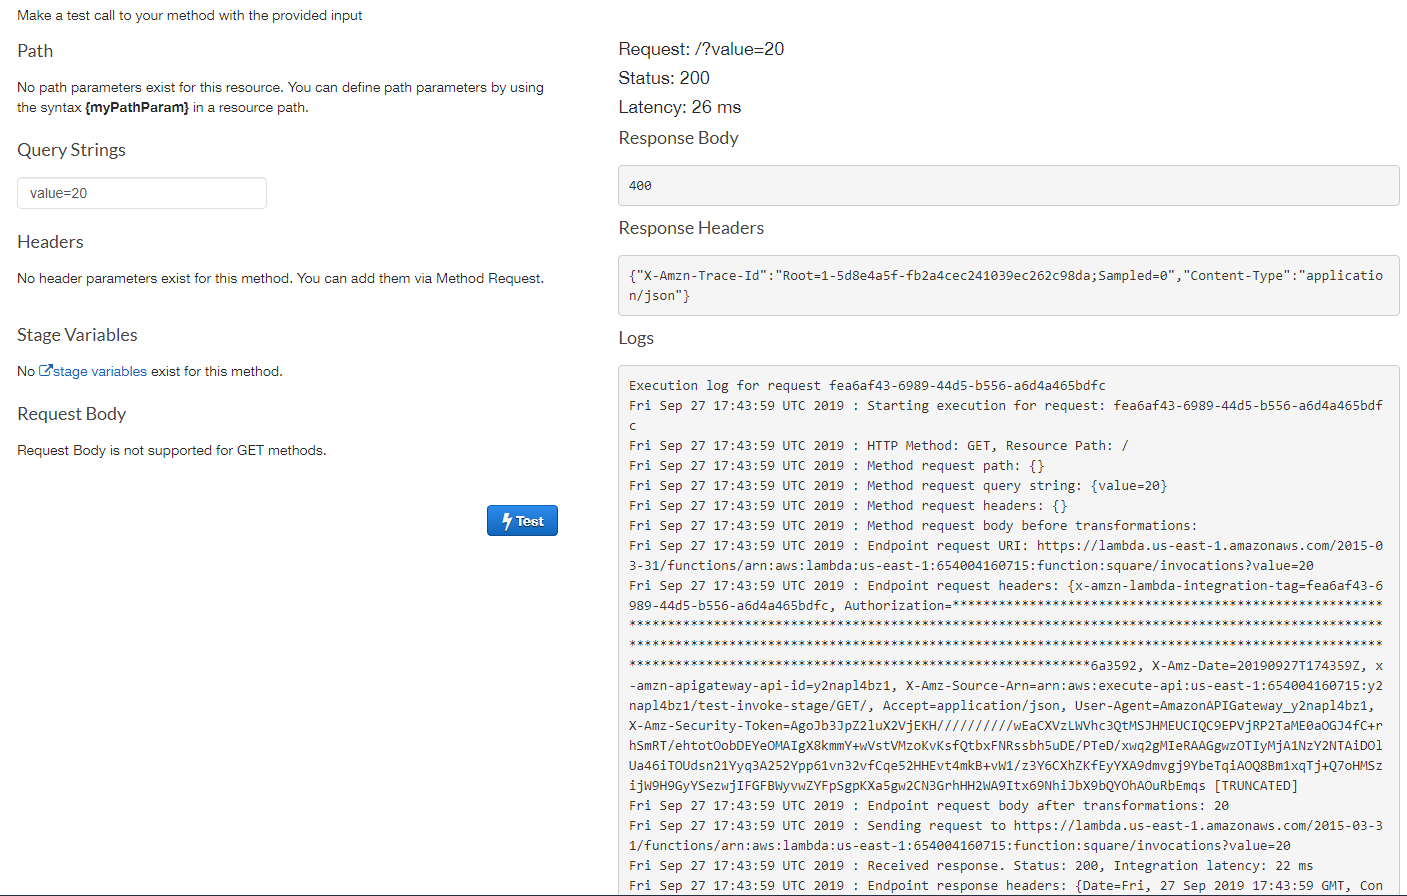 Make a test call to your method with the provided input
Path
No path parameters exist for this resource. You can define path parameters by using
the syntax {myPathParam} in a resource path.
Query Strings
value=20
Headers
No header parameters exist for this method. You can add them via Method Request.
Stage Variables
No stage variables exist for this method.
Request Body
Request Body is not supported for GET methods.
Test
Request: /?value=20
Status: 200
Latency: 26 ms
Response Body
400
Response Headers
{"X-Amzn-Trace-Id":"Root=1-5d8e4a5f-fb2a4cec241039ec262c98da;Sampled=0","Content-Type":"applicatio
n/json"}
Logs
Execution log for request fea6af43-6989-44d5-b556-a6d4a465bdfc
Fri Sep 27 17:43:59 UTC 2019 : Starting execution for request: fea6af43-6989-44d5-b556-a6d4a465bdf
c
Fri Sep 27 17:43:59 UTC 2019 : HTTP Method: GET, Resource Path: /
Fri Sep 27 17:43:59 UTC 2019 : Method request path: {}
Fri Sep 27 17:43:59 UTC 2019 : Method request query string: {value=20}
Fri Sep 27 17:43:59 UTC 2019 : Method request headers: {}
Fri Sep 27 17:43:59 UTC 2019 : Method request body before transformations:
Fri Sep 27 17:43:59 UTC 2019 : Endpoint request URI: https://lambda.us-east-1.amazonaws.com/2015-0
3-31/functions/arn:aws:lambda:us-east-1:654004160715:function:square/invocations?value=20
Fri Sep 27 17:43:59 UTC 2019 : Endpoint request headers: {x-amzn-lambda-integration-tag=fea6af43-6
989-44d5-b556-a6d4a465bdfc, Authorization=********************************************************
**************************************************************************************************
**************************************************************************************************
************************************************************6a3592, X-Amz-Date=20190927T174359Z, x
-amzn-apigateway-api-id=y2napl4bz1, X-Amz-Source-Arn=arn:aws:execute-api:us-east-1:654004160715:y2
napl4bz1/test-invoke-stage/GET/, Accept=application/json, User-Agent=AmazonAPIGateway_y2napl4bz1,
X-Amz-Security-Token=AgoJb3JpZ2luX2VjEKH//////////wEaCXVzLWVhc3QtMSJHMEUCIQC9EPVjRP2TaME0aOGJ4fC+r
hSmRT/ehtotOobDEYeOMAIgX8kmmY+wVstVMzoKvKsfQtbxFNRssbh5uDE/PTeD/xwq2gMIeRAAGgwzOTIyMjA1NzY2NTAiDOl
Ua46iTOUdsn21Yyq3A252Ypp61vn32vfCqe52HHEvt4mkB+vW1/z3Y6CXhZKfEyYXA9dmvgj9YbeTqiAOQ8Bm1xqTj+Q7oHMSz
ijW9H9GyYSezwjIFGFBWyvwZYFpSgpKXa5gw2CN3GrhHH2WA9Itx69NhiJbX9bQYOhAOuRbEmqs [TRUNCATED]
Fri Sep 27 17:43:59 UTC 2019 : Endpoint request body after transformations: 20
Fri Sep 27 17:43:59 UTC 2019 : Sending request to https://lambda.us-east-1.amazonaws.com/2015-03-3
1/functions/arn:aws:lambda:us-east-1:654004160715:function:square/invocations?value=20
Fri Sep 27 17:43:59 UTC 2019 : Received response. Status: 200, Integration latency: 22 ms
Fri Sep 27 17:43:59 UTC 2019 : Endpoint response headers: {Date=Fri, 27 Sep 2019 17:43:59 GMT, Con